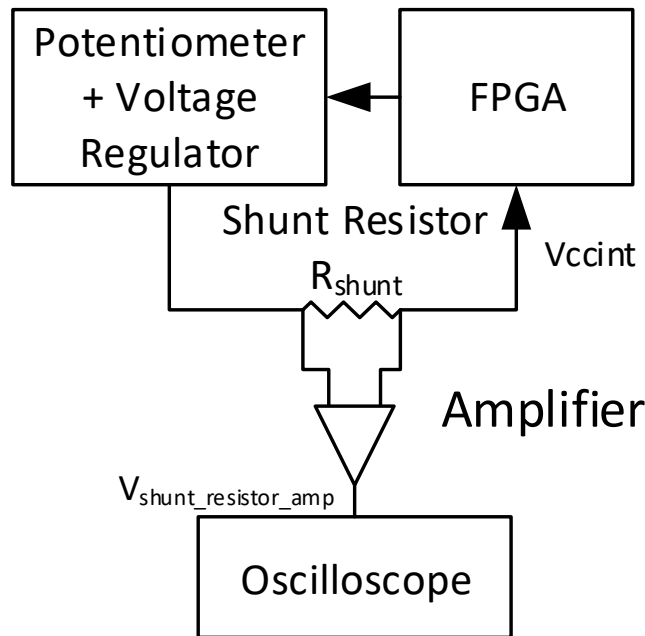 Potentiometer
+ Voltage
Regulator
FPGA
Shunt Resistor
Vccint
Rshunt
Amplifier
Vshunt_resistor_amp
Oscilloscope